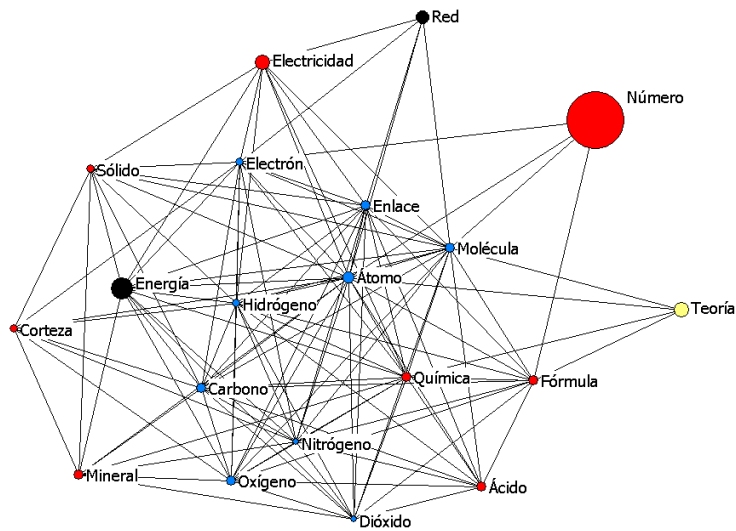 Red
Electricidad
Número
Electrón
Sólido
Enlace
Molécula
Átomo
Energía
Hidrógeno
Teoría
Corteza
Química
Fórmula
Carbono
Nitrógeno
Mineral
Oxígeno
Ácido
Dióxido